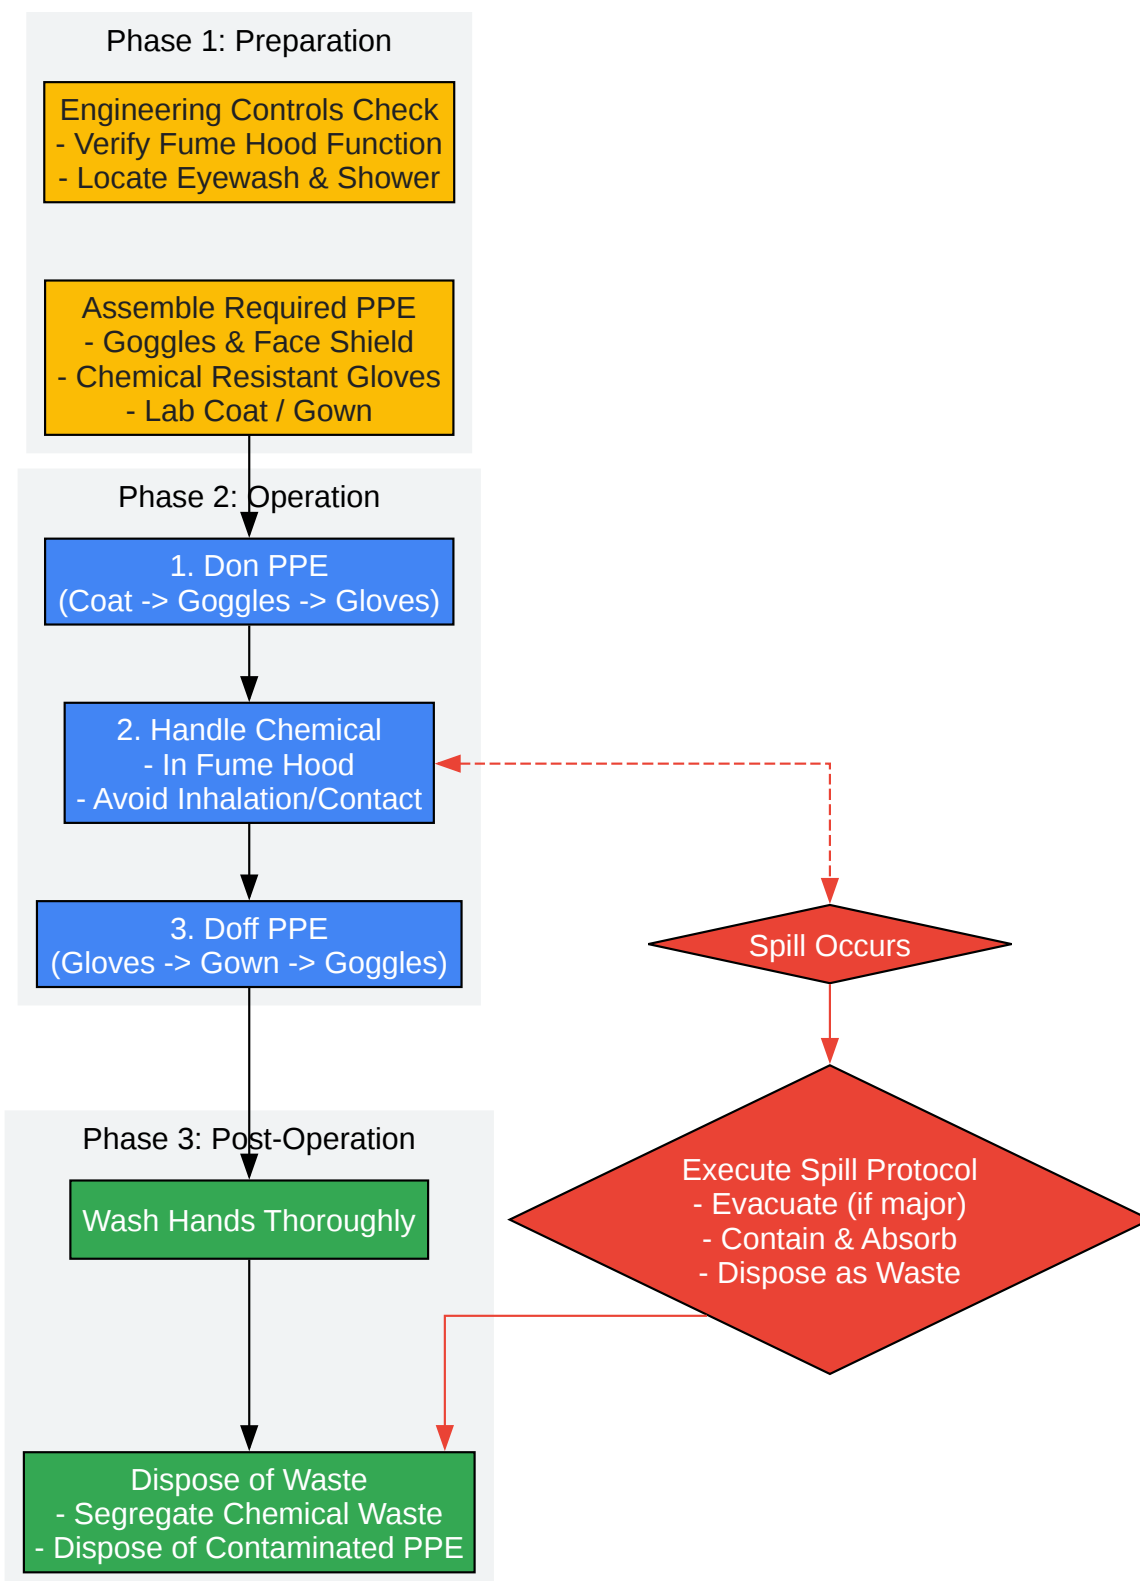 Phase 1: Preparation
Engineering Controls Check
- Verify Fume Hood Function
- Locate Eyewash & Shower
Assemble Required PPE
- Goggles & Face Shield
- Chemical Resistant Gloves
- Lab Coat / Gown
Phase 2: Operation
1. Don PPE
(Coat -> Goggles -> Gloves)
2. Handle Chemical
- In Fume Hood
- Avoid Inhalation/Contact
3. Doff PPE
(Gloves -> Gown -> Goggles)
Spill Occurs
Execute Spill Protocol
- Evacuate (if major)
- Contain & Absorb
- Dispose as Waste
Phase 3: Post-Operation
Wash Hands Thoroughly
Dispose of Waste
- Segregate Chemical Waste
- Dispose of Contaminated PPE